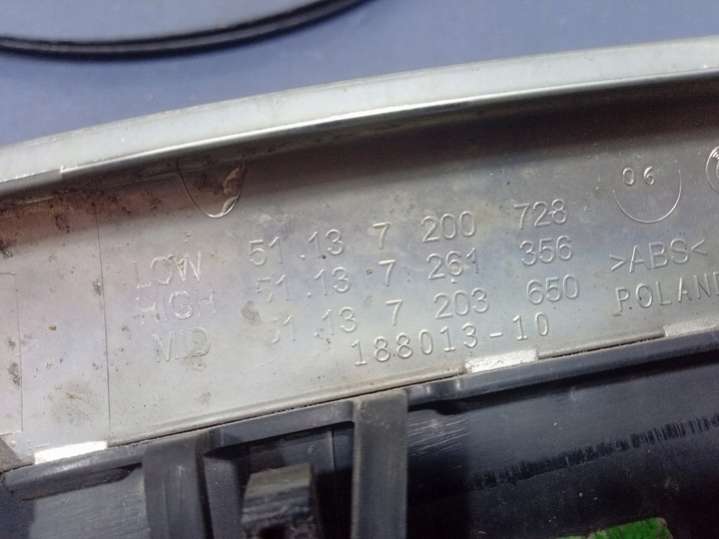 06
LOW 51.13 7 200 728
HIGH 51.13 7 261 356 >ABS<
MID 51.13 7 203 650 POLAND
188013-10